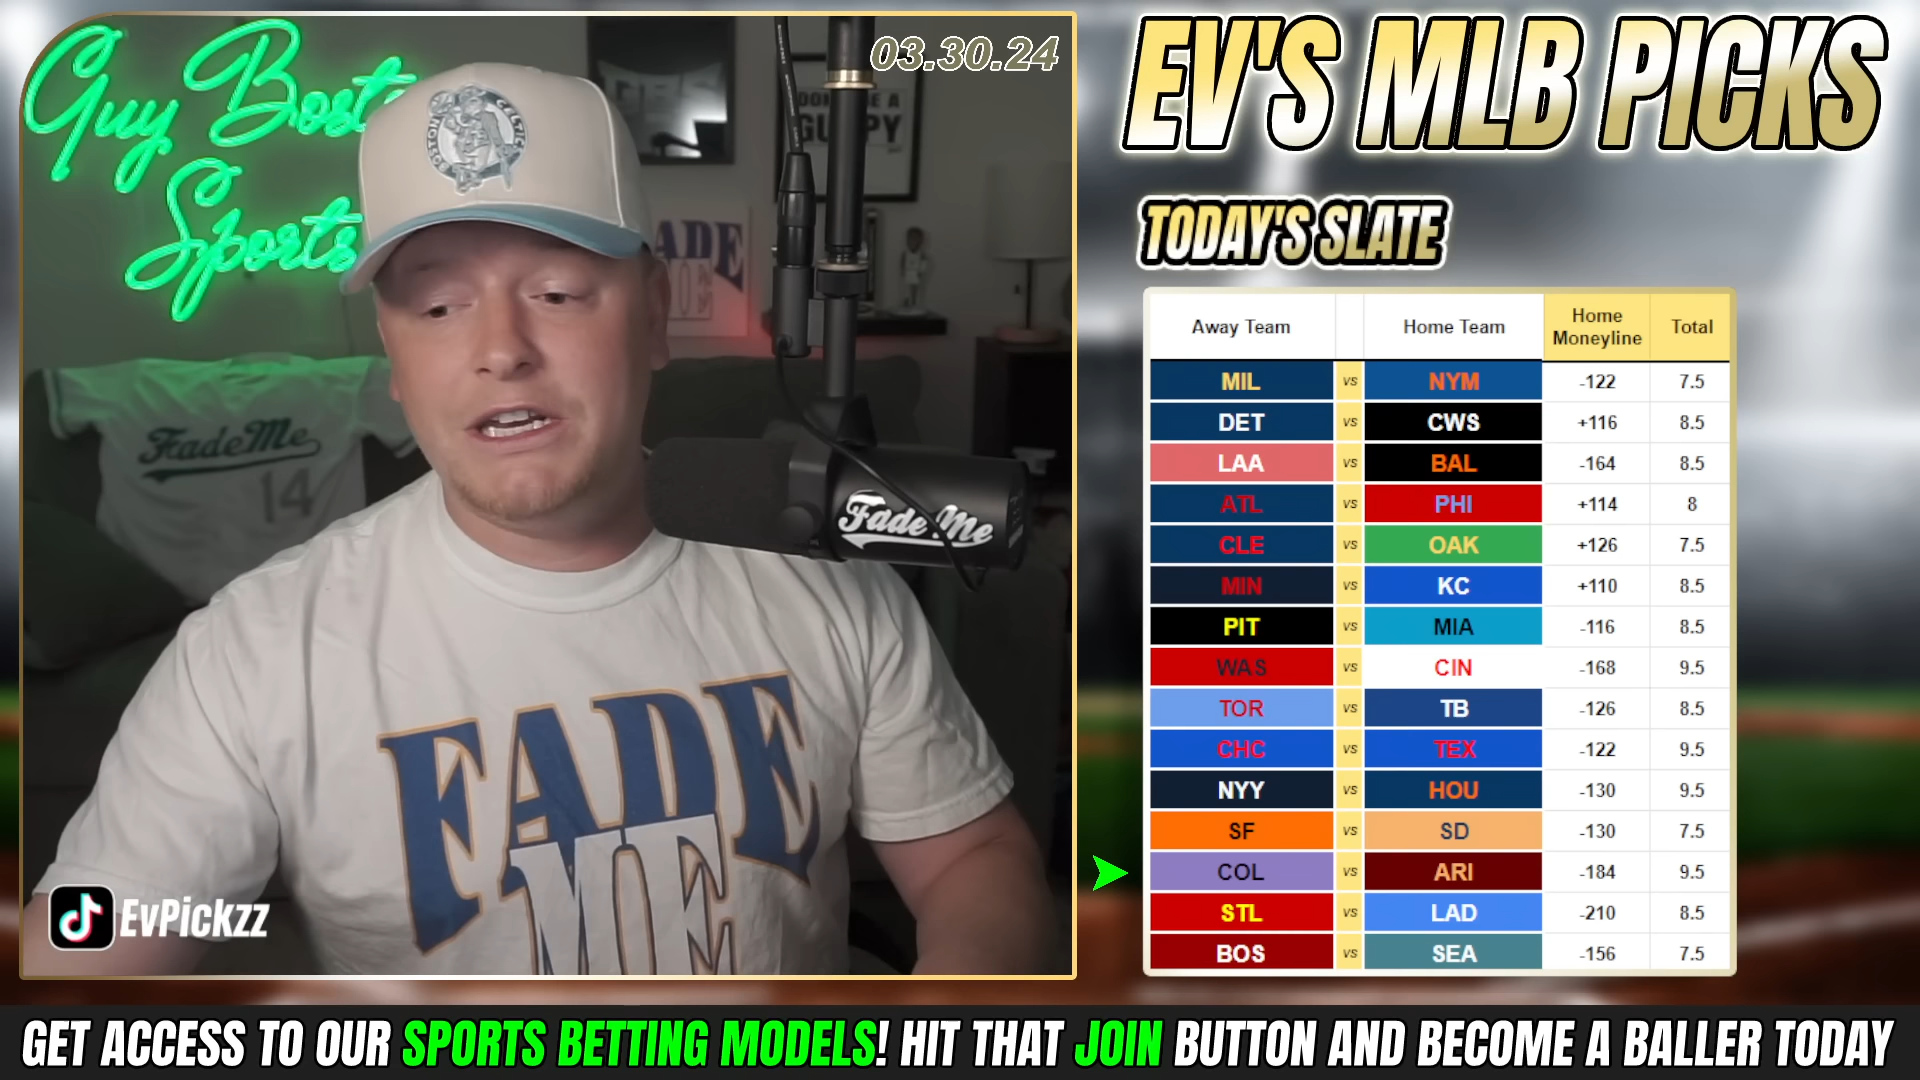 Guy Bost
Sports
03.30.24
BOSTON CELTICS
FADE
ME
FadeMe
14
Fade Me
FADE
ME
EvPickzz
EV'S MLB PICKS
TODAY'S SLATE
Away Team Home Team Home Moneyline Total
MIL vs NYM -122 7.5
DET vs CWS +116 8.5
LAA vs BAL -164 8.5
ATL vs PHI +114 8
CLE vs OAK +126 7.5
MIN vs KC +110 8.5
PIT vs MIA -116 8.5
WAS vs CIN -168 9.5
TOR vs TB -126 8.5
CHC vs TEX -122 9.5
NYY vs HOU -130 9.5
SF vs SD -130 7.5
COL vs ARI -184 9.5
STL vs LAD -210 8.5
BOS vs SEA -156 7.5
GET ACCESS TO OUR SPORTS BETTING MODELS! HIT THAT JOIN BUTTON AND BECOME A BALLER TODAY